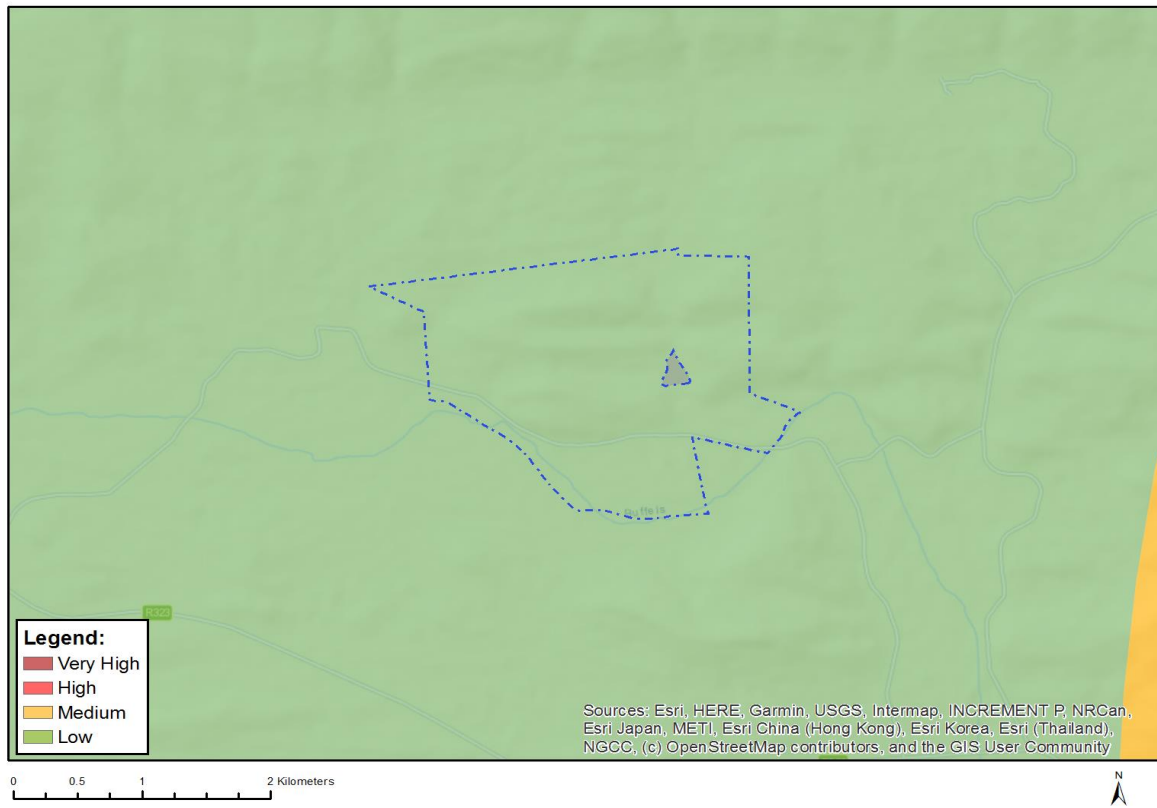 Buffels
R323
Legend:
Very High
High
Medium
Low
Sources: Esri, HERE, Garmin, USGS, Intermap, INCREMENT P, NRCan,
Esri Japan, METI, Esri China (Hong Kong), Esri Korea, Esri (Thailand),
NGCC, (c) OpenStreetMap contributors, and the GIS User Community
0 0.5 1 2 Kilometers
N